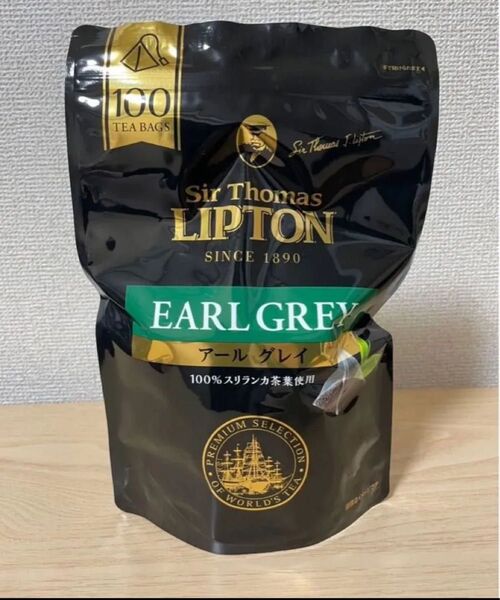 100
TEA BAGS
Sir Thomas J. Lipton
Sir Thomas
LIPTON
SINCE 1890
EARL GREY
アール グレイ
100%スリランカ茶葉使用
PREMIUM SELECTION
OF WORLD'S TEA